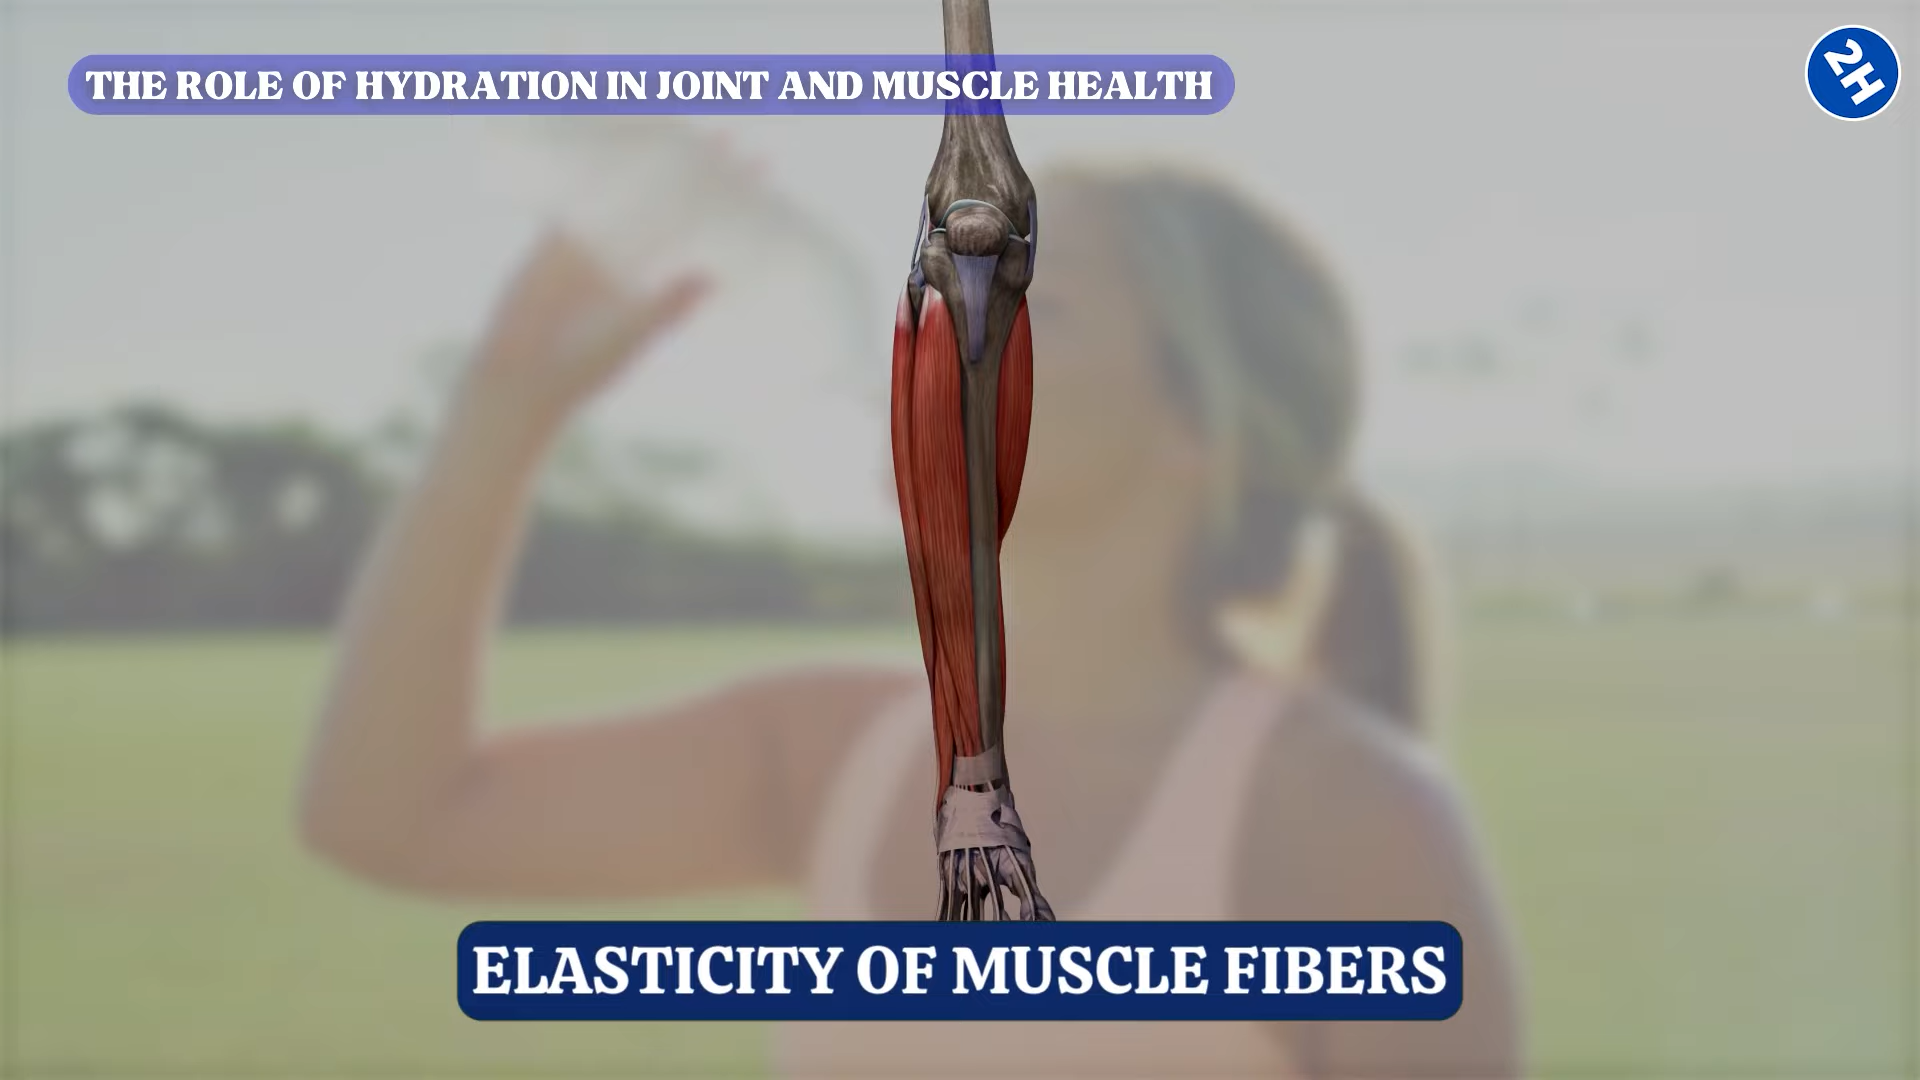 THE ROLE OF HYDRATION IN JOINT AND MUSCLE HEALTH
2H
ELASTICITY OF MUSCLE FIBERS